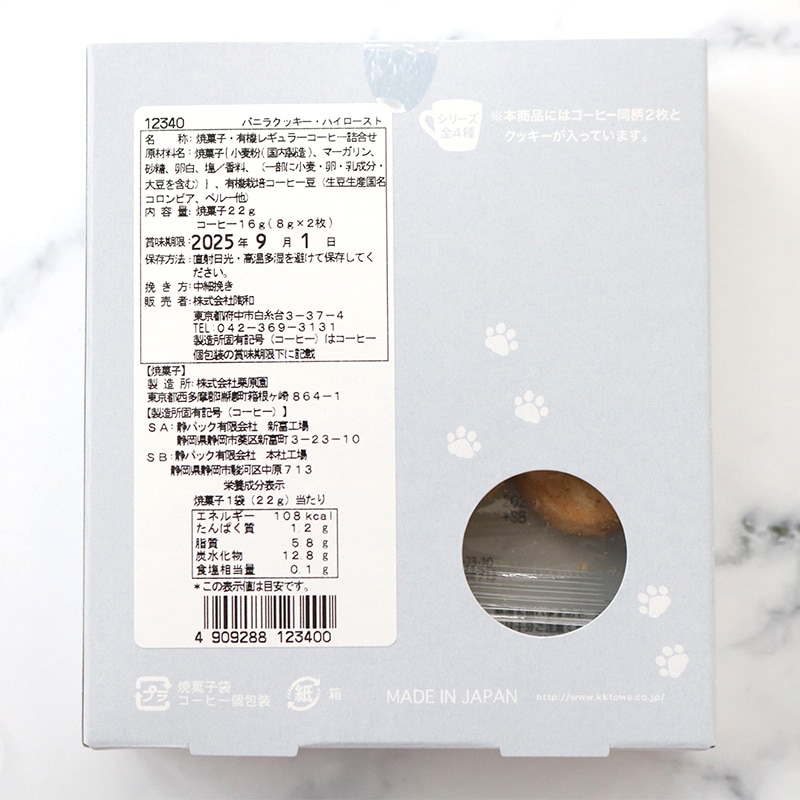 シリーズ
全4種
※本商品にはコーヒー同柄2枚と
クッキーが入っています。
12340 バニラクッキー・ハイロースト
名 称: 焼菓子・有機レギュラーコーヒー詰合せ
原材料名: 焼菓子{小麦粉(国内製造)、マーガリン、
砂糖、卵白、塩/香料、(一部に小麦・卵・乳成分・
大豆を含む)}、有機栽培コーヒー豆(生豆生産国名
コロンビア、ペルー他)
内容量: 焼菓子22g
コーヒー16g(8g×2枚)
賞味期限: 2025年 9月 1日
保存方法: 直射日光・高温多湿を避けて保存してく
ださい。
挽き方: 中細挽き
販売者: 株式会社陶和
東京都府中市白糸台3-37-4
TEL:042-369-3131
製造所固有記号(コーヒー)はコーヒー
個包装の賞味期限下に記載
【焼菓子】
製造所: 株式会社栗原園
東京都西多摩郡瑞穂町箱根ヶ崎864-1
【製造所固有記号(コーヒー)】
SA: 静パック有限会社 新富工場
静岡県静岡市葵区新富町3-23-10
SB: 静パック有限会社 本社工場
静岡県静岡市駿河区中原713
栄養成分表示
焼菓子1袋(22g)当たり
エネルギー 108kcal
たんぱく質 1.2g
脂質 5.8g
炭水化物 12.8g
食塩相当量 0.1g
*この表示値は目安です。
4 909288 123400
+SB
プラ
焼菓子袋
コーヒー個包装
紙
箱
MADE IN JAPAN
http://www.kktowa.co.jp/